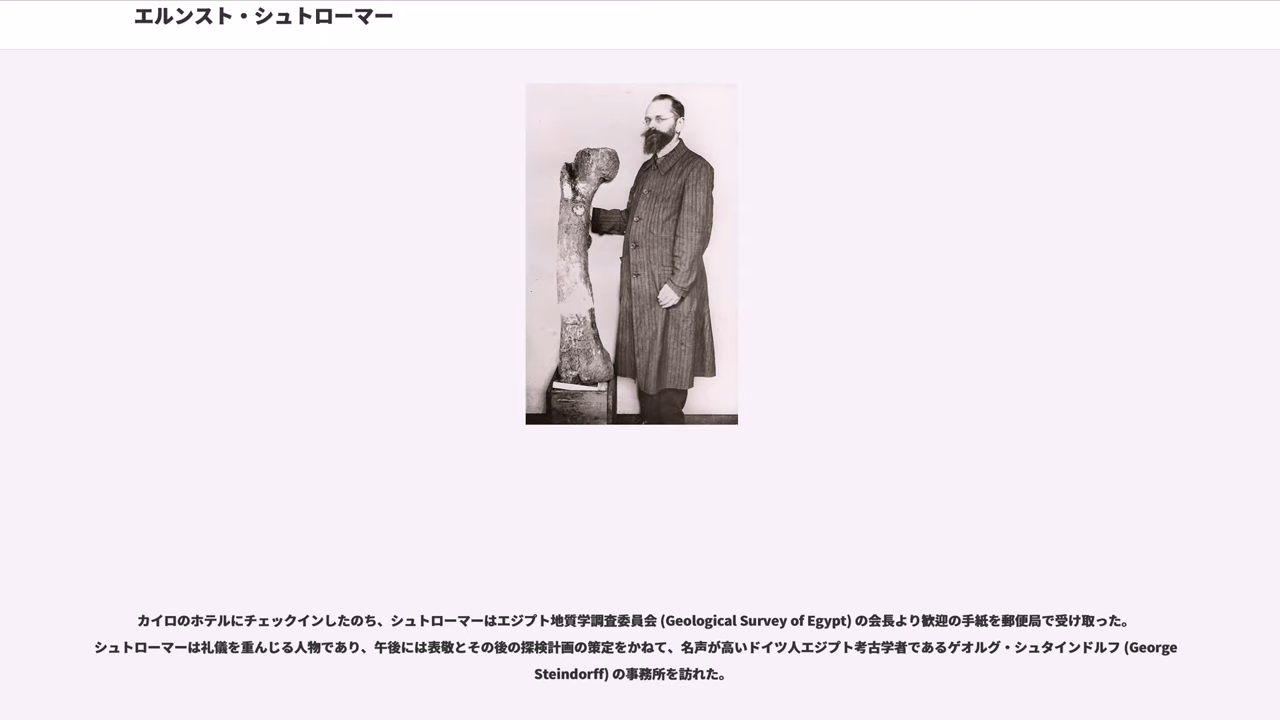 エルンスト・シュトローマー
カイロのホテルにチェックインしたのち、シュトローマーはエジプト地質学調査委員会 (Geological Survey of Egypt) の会長より歓迎の手紙を郵便局で受け取った。
シュトローマーは礼儀を重んじる人物であり、午後には表敬とその後の探検計画の策定をかねて、名声が高いドイツ人エジプト考古学者であるゲオルグ・シュタインドルフ (George
Steindorff) の事務所を訪れた。